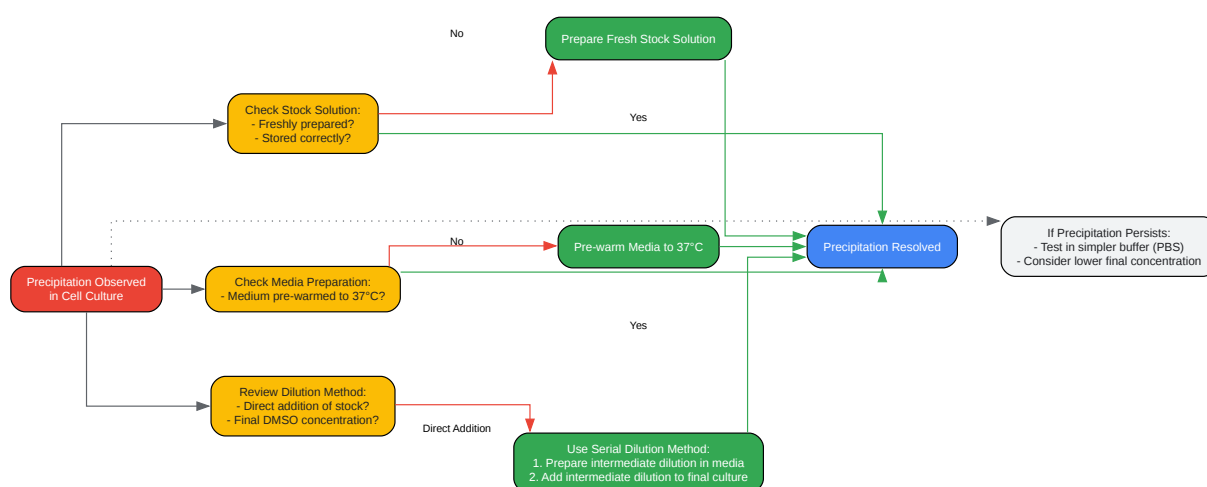 No
Prepare Fresh Stock Solution
Check Stock Solution:
- Freshly prepared?
- Stored correctly?
Yes
If Precipitation Persists:
- Test in simpler buffer (PBS)
- Consider lower final concentration
No
Pre-warm Media to 37°C
Precipitation Resolved
Precipitation Observed
in Cell Culture
Check Media Preparation:
- Medium pre-warmed to 37°C?
Yes
Review Dilution Method:
- Direct addition of stock?
- Final DMSO concentration?
Direct Addition
Use Serial Dilution Method:
1. Prepare intermediate dilution in media
2. Add intermediate dilution to final culture